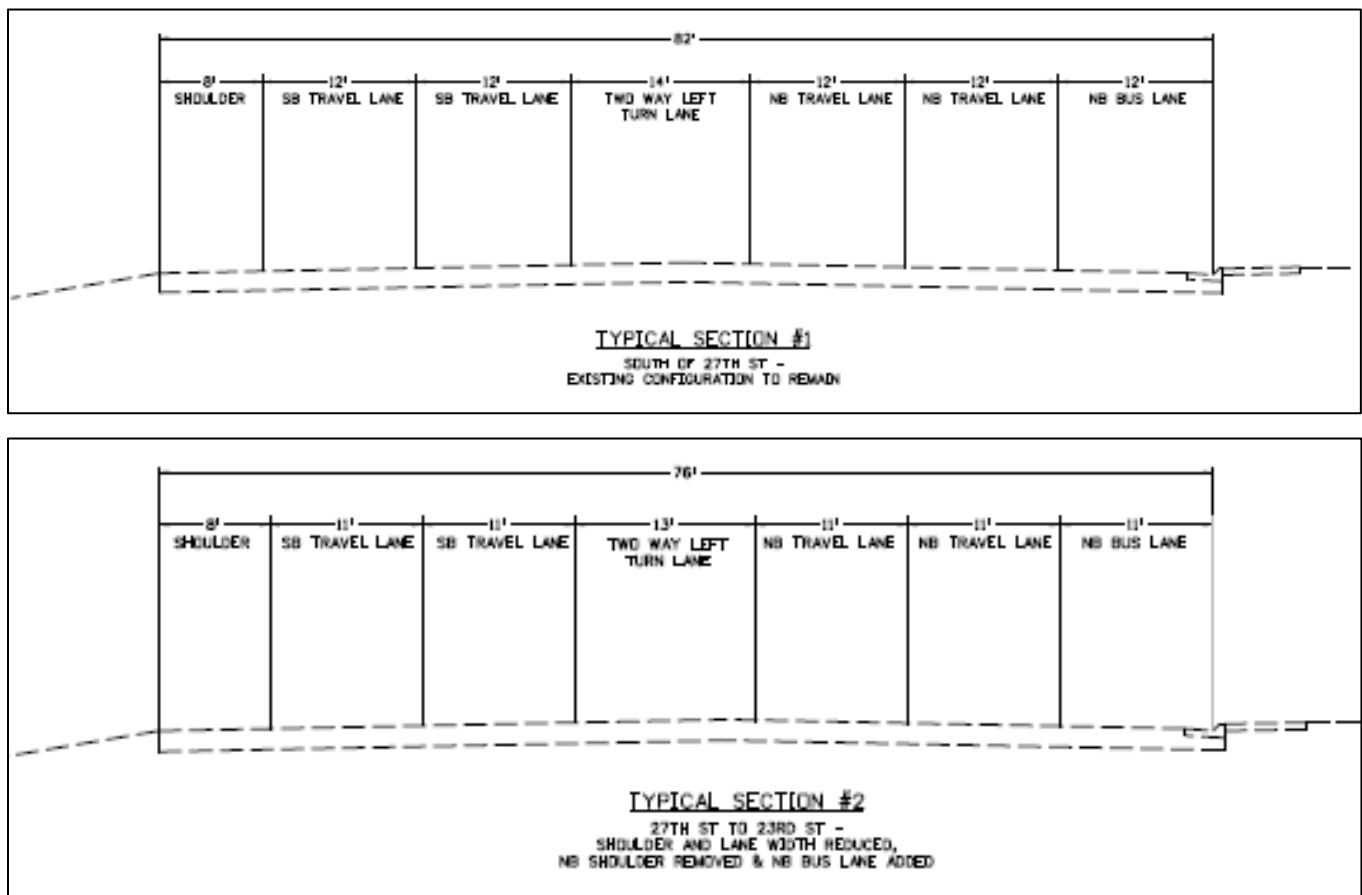 82'
8' 12' 12' 14' 12' 12' 12'
SHOULDER SB TRAVEL LANE SB TRAVEL LANE TWO WAY LEFT NB TRAVEL LANE NB TRAVEL LANE NB BUS LANE
TURN LANE
TYPICAL SECTION #1
SOUTH OF 27TH ST -
EXISTING CONFIGURATION TO REMAIN
76'
8' 11' 11' 13' 11' 11' 11'
SHOULDER SB TRAVEL LANE SB TRAVEL LANE TWO WAY LEFT NB TRAVEL LANE NB TRAVEL LANE NB BUS LANE
TURN LANE
TYPICAL SECTION #2
27TH ST TO 23RD ST -
SHOULDER AND LANE WIDTH REDUCED,
NB SHOULDER REMOVED & NB BUS LANE ADDED